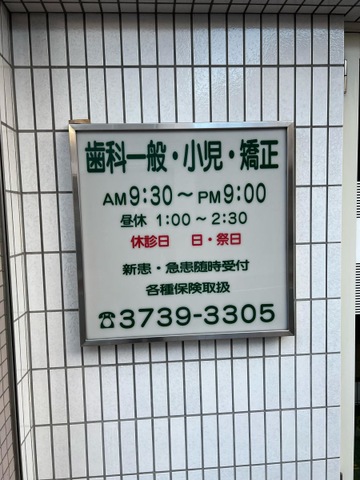 歯科一般・小児・矯正
AM9:30〜PM9:00
昼休 1:00〜2:30
休診日 日・祭日
新患・急患随時受付
各種保険取扱
☎3739-3305